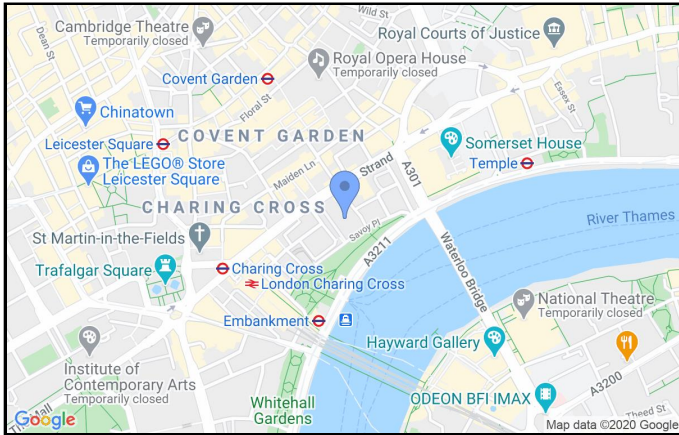 Wild St
Cambridge Theatre
Temporarily closed
Royal Courts of Justice
Dean St
Royal Opera House
Temporarily closed
Covent Garden
Essex St
Floral St
Chinatown
COVENT GARDEN
Leicester Square
Somerset House
Strand
A301
Temple
The LEGO® Store
Leicester Square
Maiden Ln
CHARING CROSS
River Thames
Savoy Pl
St Martin-in-the-Fields
A3211
Waterloo Bridge
Trafalgar Square
Charing Cross
London Charing Cross
National Theatre
Temporarily closed
Embankment
Hayward Gallery
Institute of
Contemporary Arts
Temporarily closed
A3200
ODEON BFI IMAX
Whitehall
Gardens
Theed St
The Mall
Google
Map data ©2020 Google